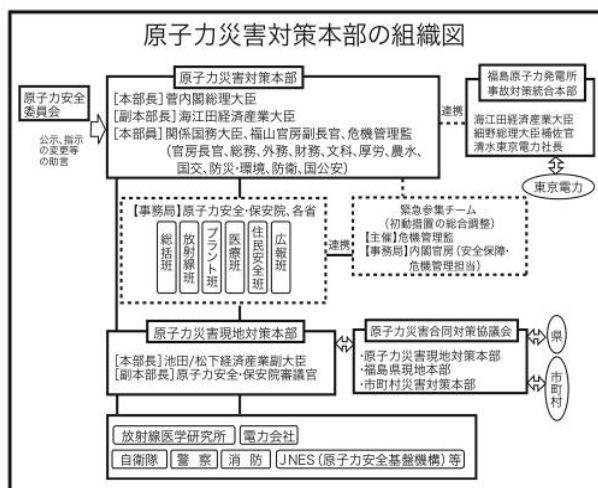 原子力災害対策本部の組織図
原子力安全
委員会
公示、指示
の変更等
の助言
原子力災害対策本部
[本部長]菅内閣総理大臣
[副本部長]海江田経済産業大臣
[本部員]関係国務大臣、福山官房副長官、危機管理監
(官房長官、総務、外務、財務、文科、厚労、農水、
国交、防災・環境、防衛、国公安)
連携
福島原子力発電所
事故対策統合本部
海江田経済産業大臣
細野総理大臣補佐官
清水東京電力社長
東京電力
【事務局】原子力安全・保安院、各省
総括班
放射線班
プラント班
医療班
住民安全班
広報班
連携
緊急参集チーム
(初動措置の総合調整)
【主催】危機管理監
【事務局】内閣官房(安全保障・
危機管理担当)
原子力災害現地対策本部
[本部長]池田/松下経済産業副大臣
[副本部長]原子力安全・保安院審議官
原子力災害合同対策協議会
・原子力災害現地対策本部
・福島県現地本部
・市町村災害対策本部
県
市町村
放射線医学研究所
電力会社
自衛隊
警 察
消 防
JNES(原子力安全基盤機構)等